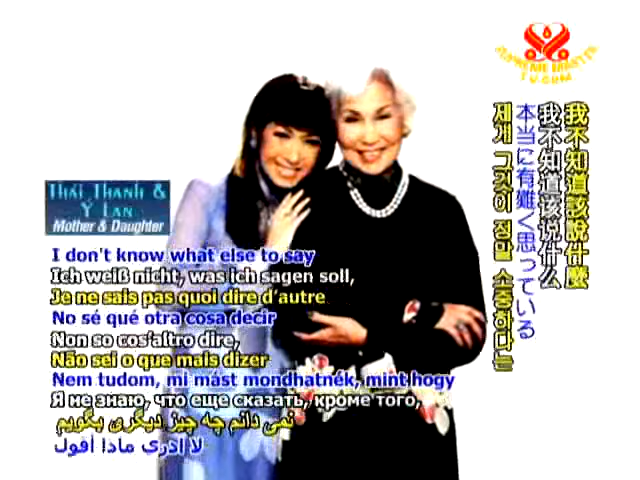 SUPREME MASTER
TV.COM
THÁI THANH &
Ý LAN
Mother & Daughter
I don't know what else to say
Ich weiß nicht, was ich sagen soll,
Je ne sais pas quoi dire d'autre
No sé qué otra cosa decir
Non so cos'altro dire,
Não sei o que mais dizer
Nem tudom, mi mást mondhatnék, mint hogy
Я не знаю, что еще сказать, кроме того,
نمی دانم چه چیز دیگری بگویم
لا أدري ماذا أقول
我不知道該說什麼
我不知道该说什么
本当に有難く思っている
제게 그것이 정말 소중하다는